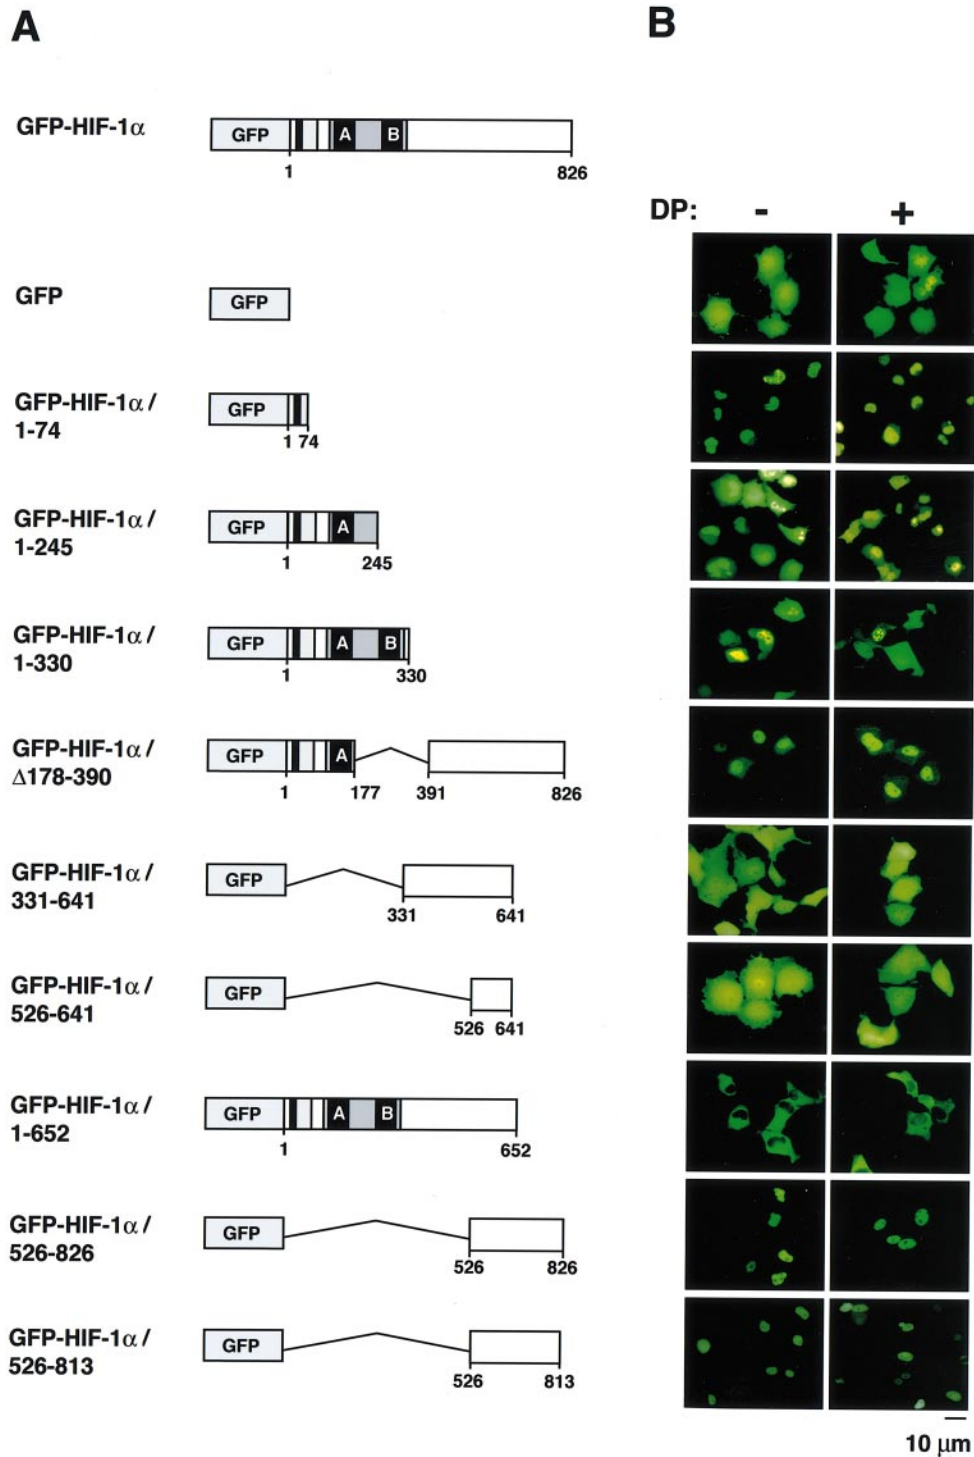 A
B
GFP-HIF-1α
GFP A B
1 826
DP: - +
GFP
GFP
GFP-HIF-1α /
1-74
GFP
1 74
GFP-HIF-1α /
1-245
GFP A
1 245
GFP-HIF-1α /
1-330
GFP A B
1 330
GFP-HIF-1α /
Δ178-390
GFP A
1 177 391 826
GFP-HIF-1α /
331-641
GFP
331 641
GFP-HIF-1α /
526-641
GFP
526 641
GFP-HIF-1α /
1-652
GFP A B
1 652
GFP-HIF-1α /
526-826
GFP
526 826
GFP-HIF-1α /
526-813
GFP
526 813
10 μm